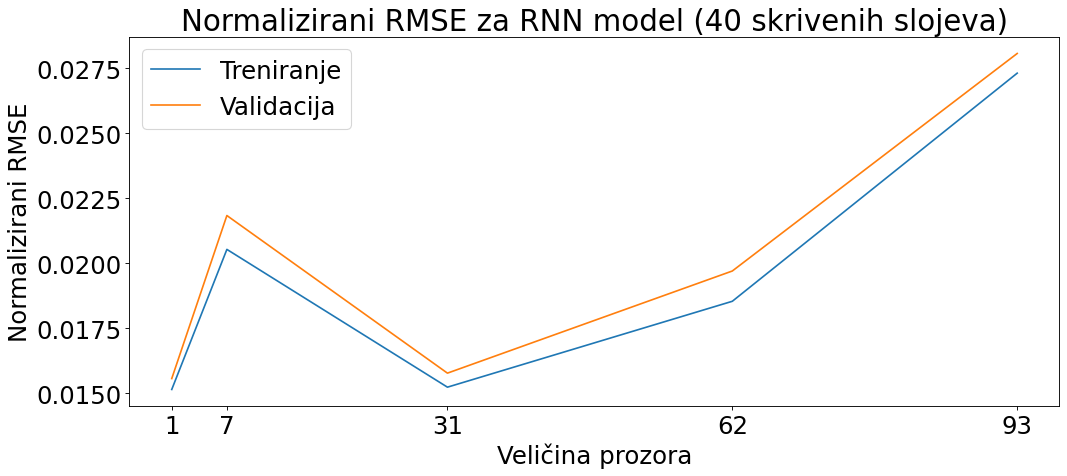 Normalizirani RMSE za RNN model (40 skrivenih slojeva)
Treniranje
Validacija
Normalizirani RMSE
0.0275
0.0250
0.0225
0.0200
0.0175
0.0150
1 7 31 62 93
Veličina prozora